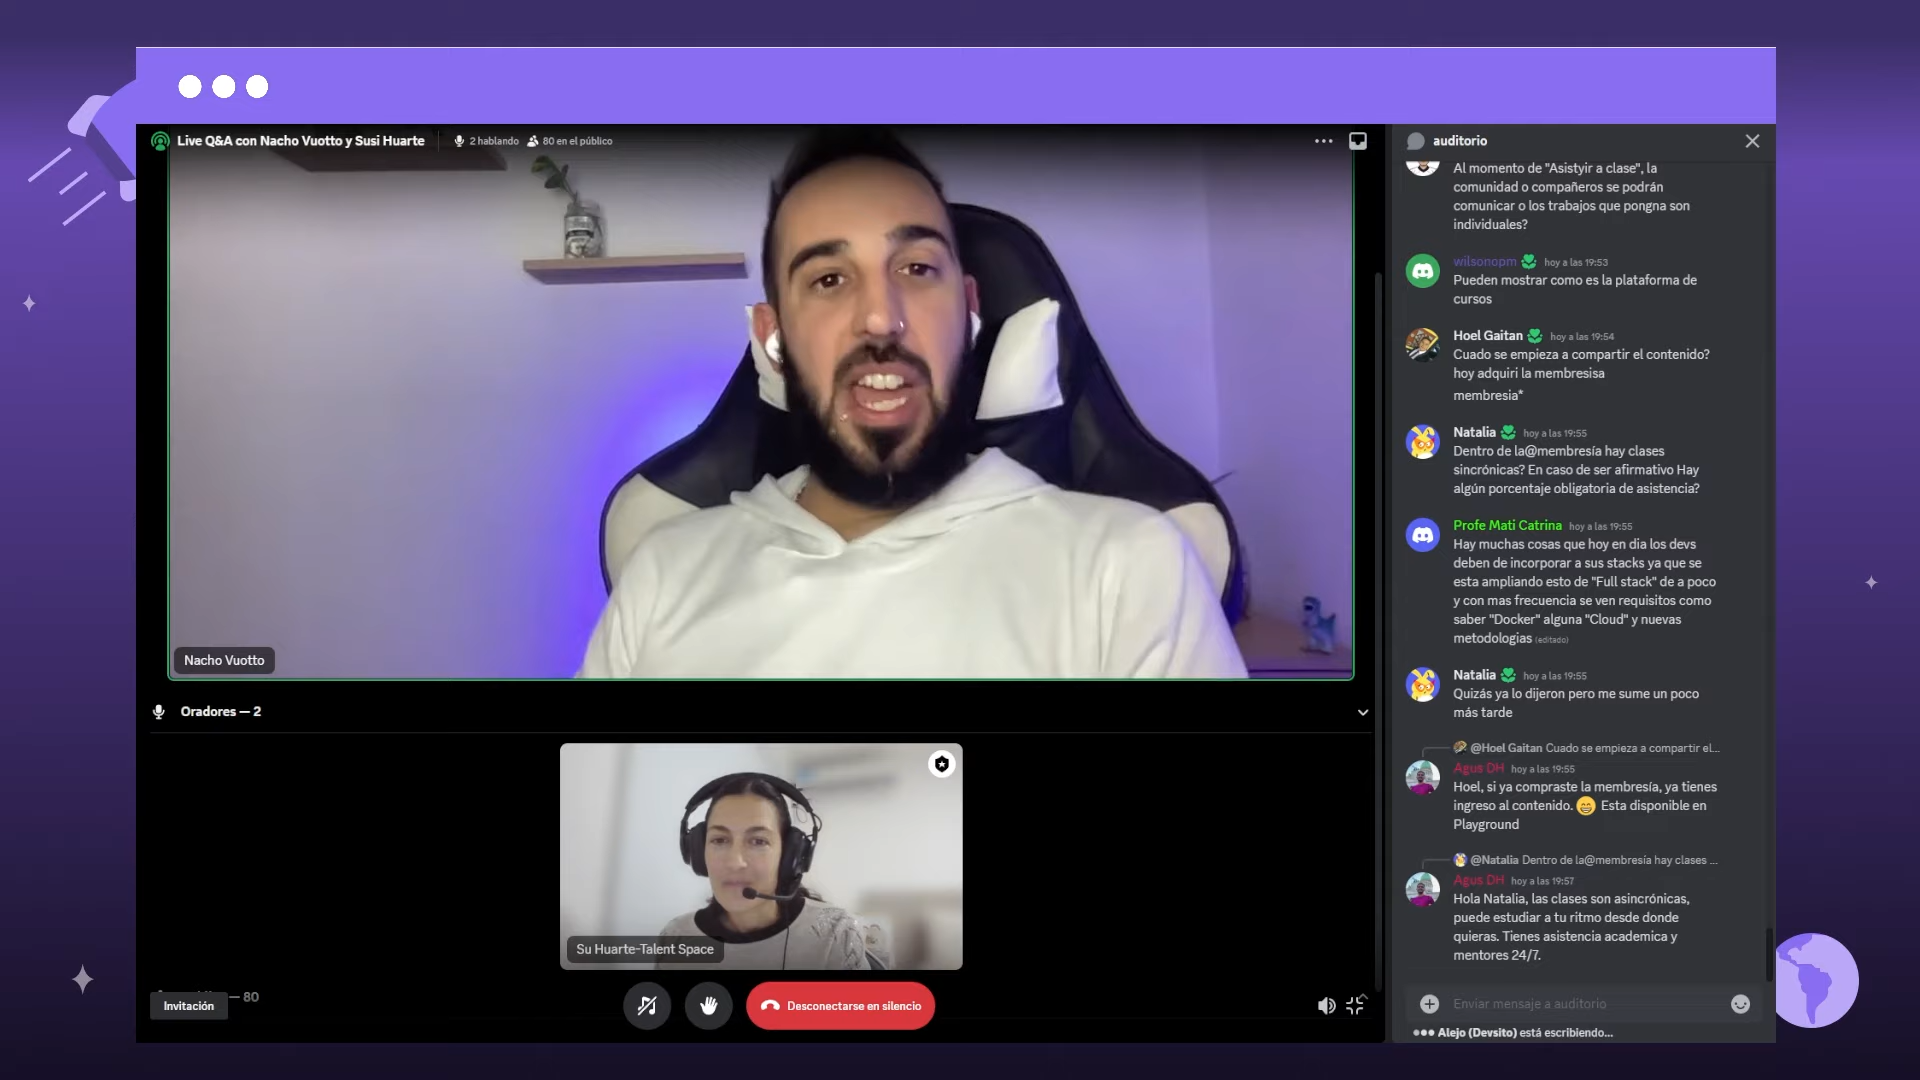 Live Q&A con Nacho Vuotto y Susi Huarte
2 hablando
80 en el público
Nacho Vuotto
Oradores — 2
Su Huarte-Talent Space
— 80
Invitación
Desconectarse en silencio
auditorio
Al momento de "Asistyir a clase", la
comunidad o compañeros se podrán
comunicar o los trabajos que pongna son
individuales?
wilsonopm hoy a las 19:53
Pueden mostrar como es la plataforma de
cursos
Hoel Gaitan hoy a las 19:54
Cuado se empieza a compartir el contenido?
hoy adquiri la membresisa
membresia*
Natalia hoy a las 19:55
Dentro de la@membresía hay clases
sincrónicas? En caso de ser afirmativo Hay
algún porcentaje obligatoria de asistencia?
Profe Mati Catrina hoy a las 19:55
Hay muchas cosas que hoy en dia los devs
deben de incorporar a sus stacks ya que se
esta ampliando esto de "Full stack" de a poco
y con mas frecuencia se ven requisitos como
saber "Docker" alguna "Cloud" y nuevas
metodologias (editado)
Natalia hoy a las 19:55
Quizás ya lo dijeron pero me sume un poco
más tarde
@Hoel Gaitan Cuado se empieza a compartir el...
Agus DH hoy a las 19:55
Hoel, si ya compraste la membresía, ya tienes
ingreso al contenido. 😁 Esta disponible en
Playground
@Natalia Dentro de la@membresía hay clases ...
Agus DH hoy a las 19:57
Hola Natalia, las clases son asincrónicas,
puede estudiar a tu ritmo desde donde
quieras. Tienes asistencia academica y
mentores 24/7.
Enviar mensaje a auditorio
Alejo (Devsito) está escribiendo...